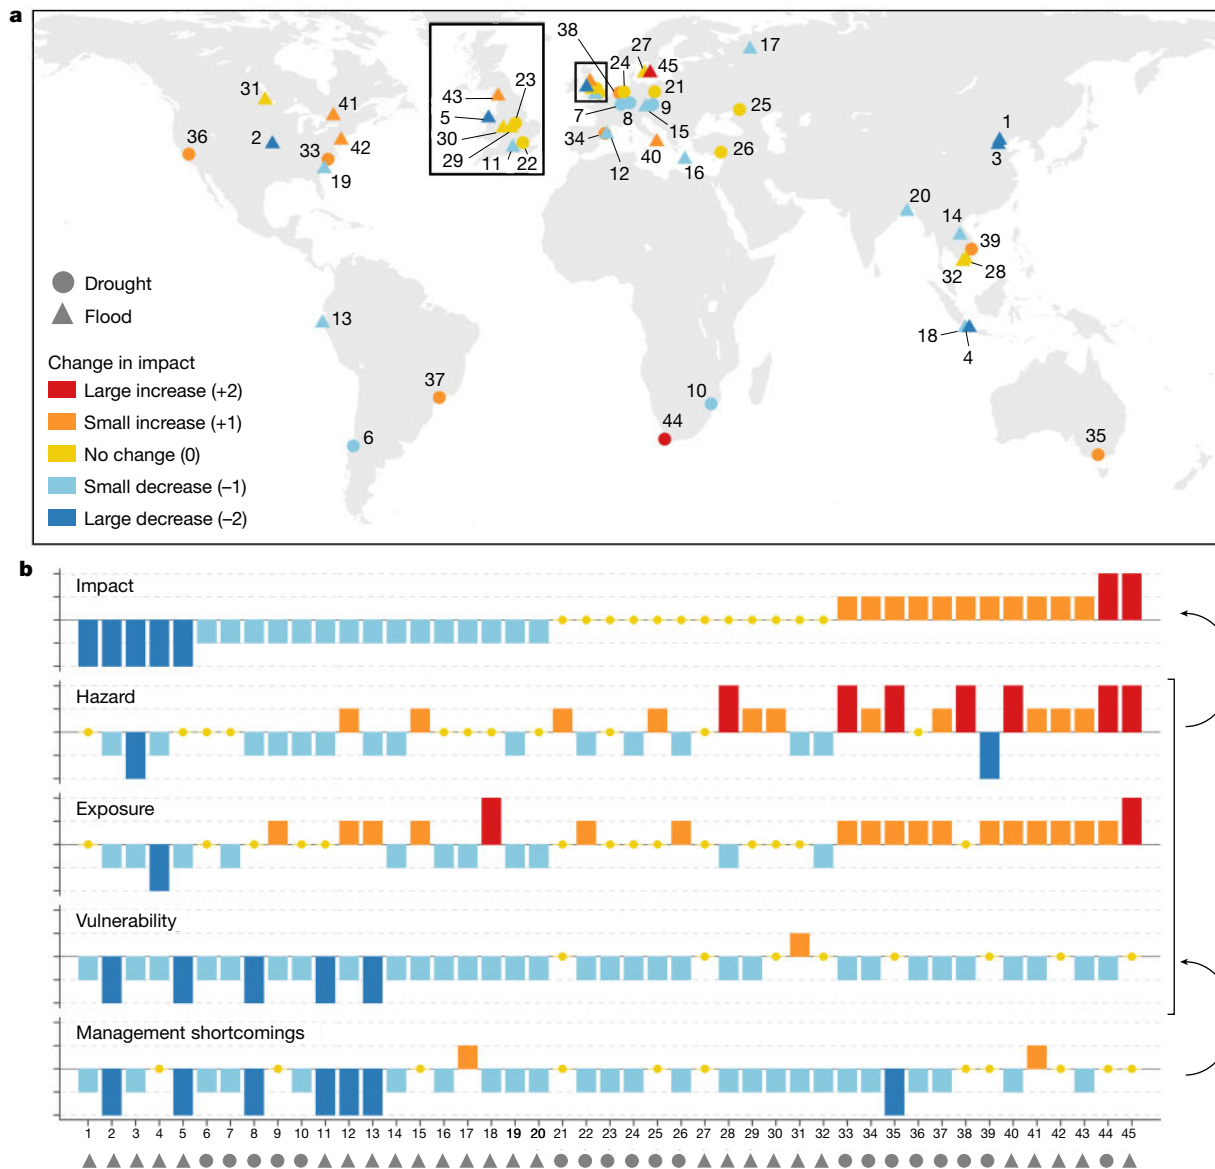 a
38
27
17
24
45
31
23
21
43
41
5
7
8
9
25
1
36
2
42
30
34
15
33
29
40
26
3
11
22
12
16
19
20
14
39
Drought
32
28
Flood
13
18
4
Change in impact
37
10
Large increase (+2)
Small increase (+1)
6
44
35
No change (0)
Small decrease (−1)
Large decrease (−2)
b
Impact
Hazard
Exposure
Vulnerability
Management shortcomings
1 2 3 4 5 6 7 8 9 10 11 12 13 14 15 16 17 18 19 20 21 22 23 24 25 26 27 28 29 30 31 32 33 34 35 36 37 38 39 40 41 42 43 44 45